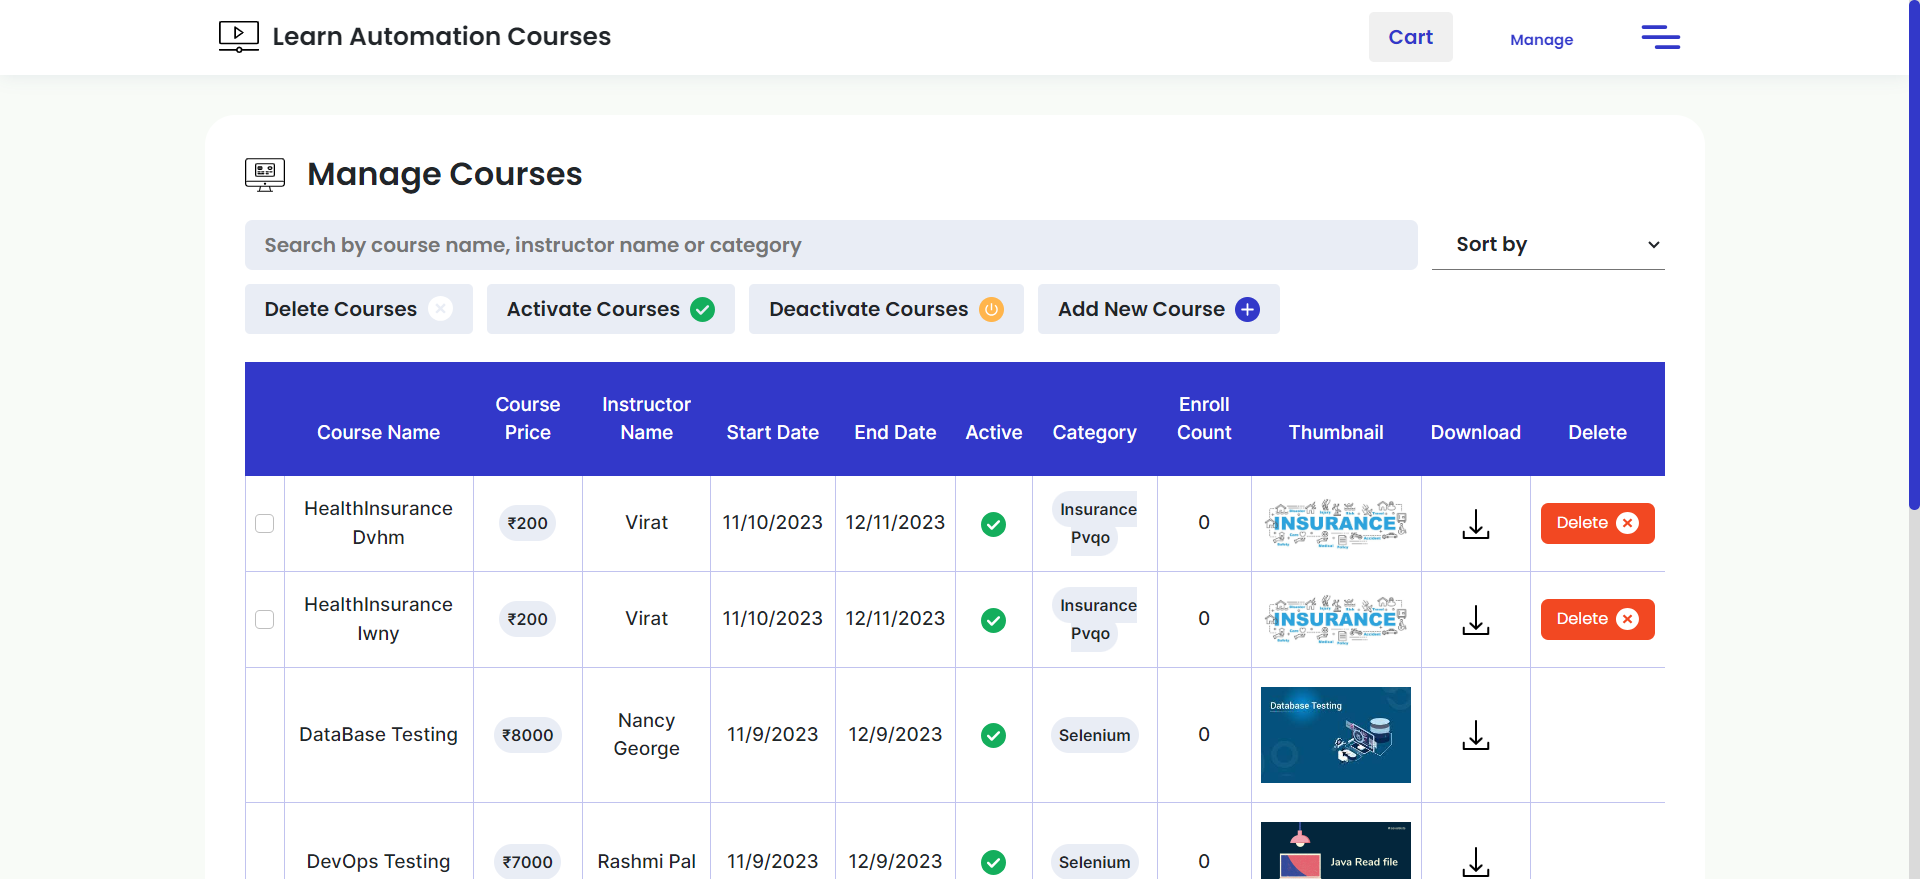 Learn Automation Courses
Cart
Manage
Manage Courses
Search by course name, instructor name or category
Sort by
Delete Courses
Activate Courses
Deactivate Courses
Add New Course
Course Name
Course
Price
Instructor
Name
Start Date
End Date
Active
Category
Enroll
Count
Thumbnail
Download
Delete
HealthInsurance
Dvhm
₹200
Virat
11/10/2023
12/11/2023
Insurance
Pvqo
0
INSURANCE
Delete
HealthInsurance
Iwny
₹200
Virat
11/10/2023
12/11/2023
Insurance
Pvqo
0
INSURANCE
Delete
DataBase Testing
₹8000
Nancy
George
11/9/2023
12/9/2023
Selenium
0
Database Testing
DevOps Testing
₹7000
Rashmi Pal
11/9/2023
12/9/2023
Selenium
0
Java Read file